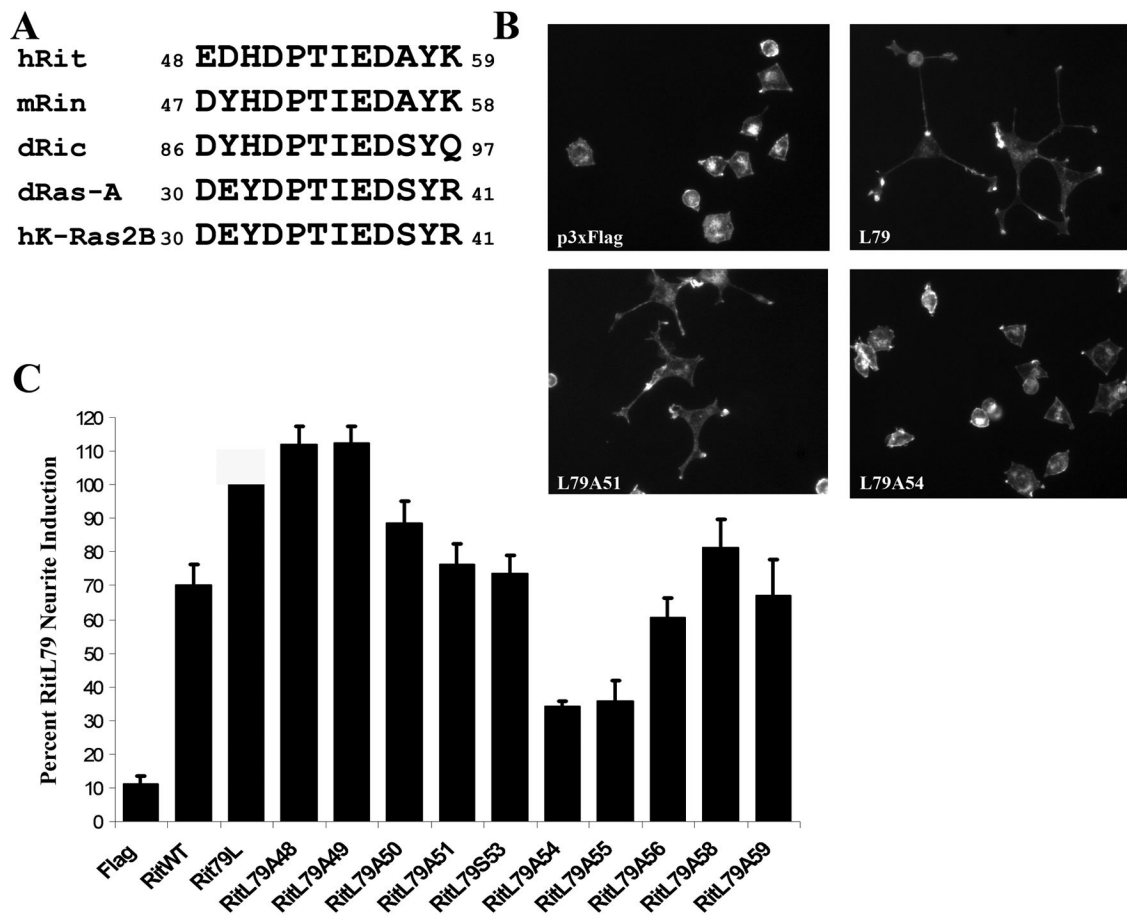 A
hRit 48 EDHDPTIEDAYK 59
mRin 47 DYHDPTIEDAYK 58
dRic 86 DYHDPTIEDSYQ 97
dRas-A 30 DEYDPTIEDSYR 41
hK-Ras2B 30 DEYDPTIEDSYR 41
B
p3xFlag
L79
L79A51
L79A54
C
Percent RitL79 Neurite Induction
120
110
100
90
80
70
60
50
40
30
20
10
0
Flag
RitWT
Rit79L
RitL79A48
RitL79A49
RitL79A50
RitL79A51
RitL79S53
RitL79A54
RitL79A55
RitL79A56
RitL79A58
RitL79A59